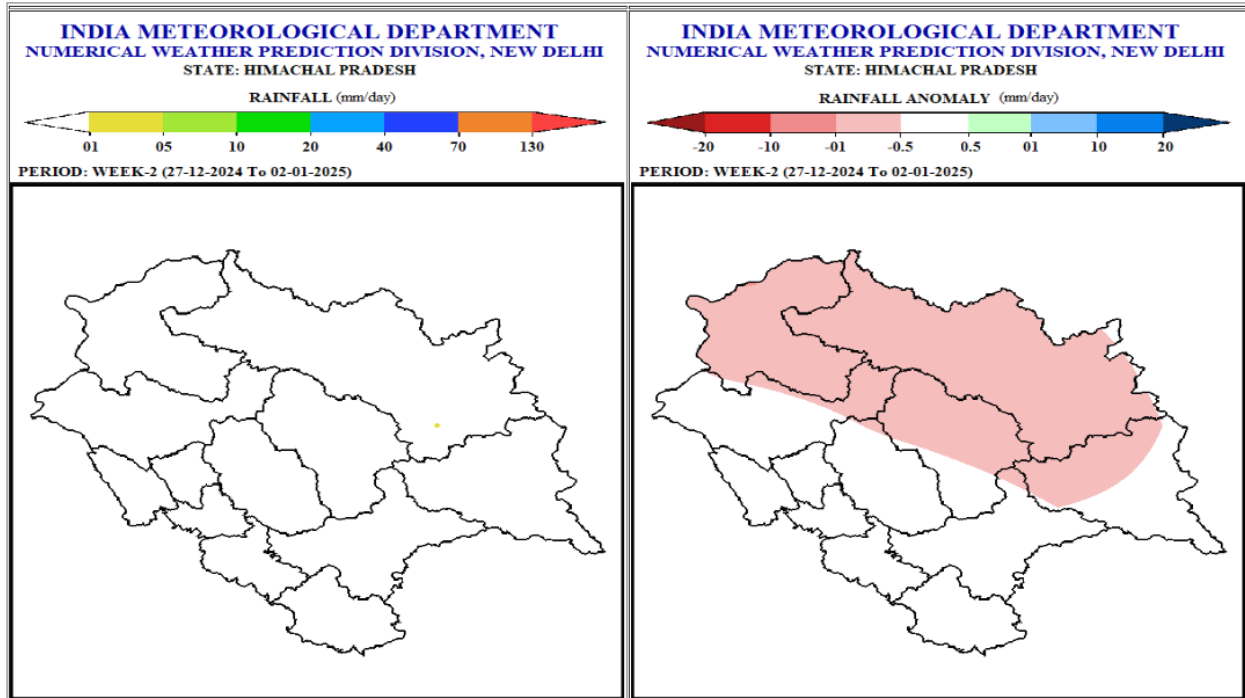 INDIA METEOROLOGICAL DEPARTMENT
NUMERICAL WEATHER PREDICTION DIVISION, NEW DELHI
STATE: HIMACHAL PRADESH
RAINFALL (mm/day)
01 05 10 20 40 70 130
PERIOD: WEEK-2 (27-12-2024 To 02-01-2025)
INDIA METEOROLOGICAL DEPARTMENT
NUMERICAL WEATHER PREDICTION DIVISION, NEW DELHI
STATE: HIMACHAL PRADESH
RAINFALL ANOMALY (mm/day)
-20 -10 -01 -0.5 0.5 01 10 20
PERIOD: WEEK-2 (27-12-2024 To 02-01-2025)